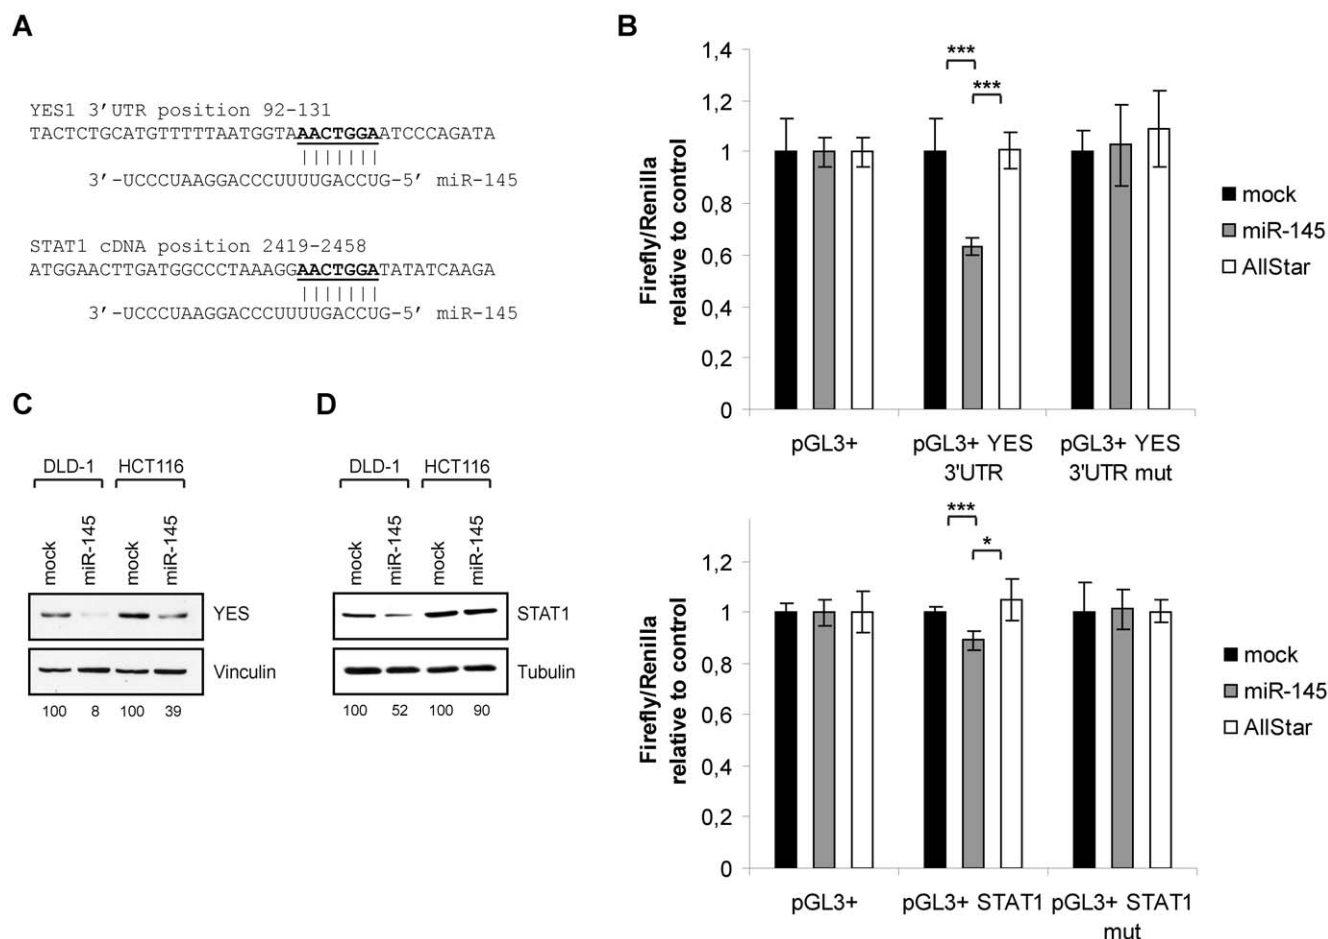 A
YES1 3’UTR position 92-131
TACTCTGCATGTTTTTAATGGTAAACTGGAATCCCAGATA
3’-UCCCUAAGGACCCUUUUGACCUG-5’ miR-145
STAT1 cDNA position 2419-2458
ATGGAACTTGATGGCCCTAAAGGAACTGGATATATCAAGA
3’-UCCCUAAGGACCCUUUUGACCUG-5’ miR-145
B
Firefly/Renilla
relative to control
1,4
1,2
1
0,8
0,6
0,4
0,2
0
***
***
pGL3+
pGL3+ YES
3'UTR
pGL3+ YES
3'UTR mut
mock
miR-145
AllStar
C
DLD-1 HCT116
mock miR-145 mock miR-145
YES
Vinculin
100 8 100 39
D
DLD-1 HCT116
mock miR-145 mock miR-145
STAT1
Tubulin
100 52 100 90
Firefly/Renilla
relative to control
1,2
1
0,8
0,6
0,4
0,2
0
***
*
pGL3+
pGL3+ STAT1
pGL3+ STAT1
mut
mock
miR-145
AllStar